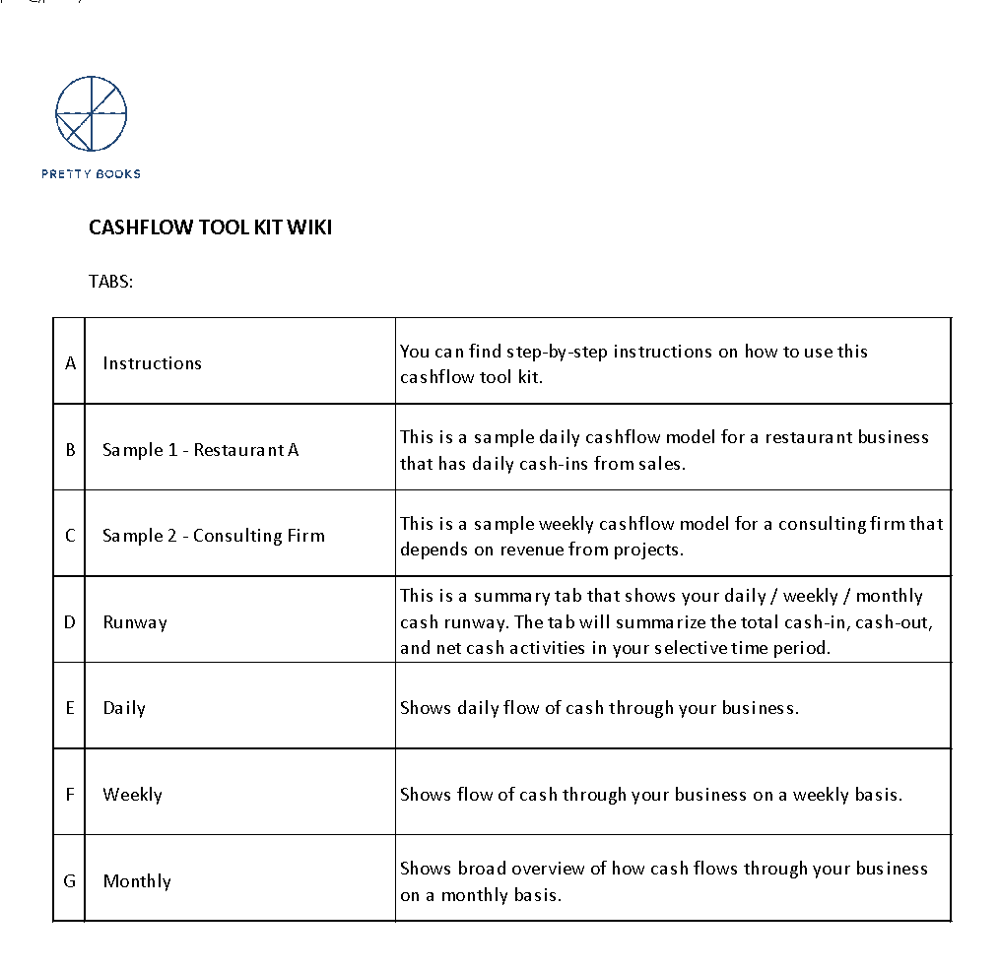 PRETTY BOOKS
CASHFLOW TOOL KIT WIKI
TABS:
A
Instructions
You can find step-by-step instructions on how to use this
cashflow tool kit.
B
Sample 1 - Restaurant A
This is a sample daily cashflow model for a restaurant business
that has daily cash-ins from sales.
C
Sample 2 - Consulting Firm
This is a sample weekly cashflow model for a consulting firm that
depends on revenue from projects.
D
Runway
This is a summary tab that shows your daily / weekly / monthly
cash runway. The tab will summarize the total cash-in, cash-out,
and net cash activities in your selective time period.
E
Daily
Shows daily flow of cash through your business.
F
Weekly
Shows flow of cash through your business on a weekly basis.
G
Monthly
Shows broad overview of how cash flows through your business
on a monthly basis.